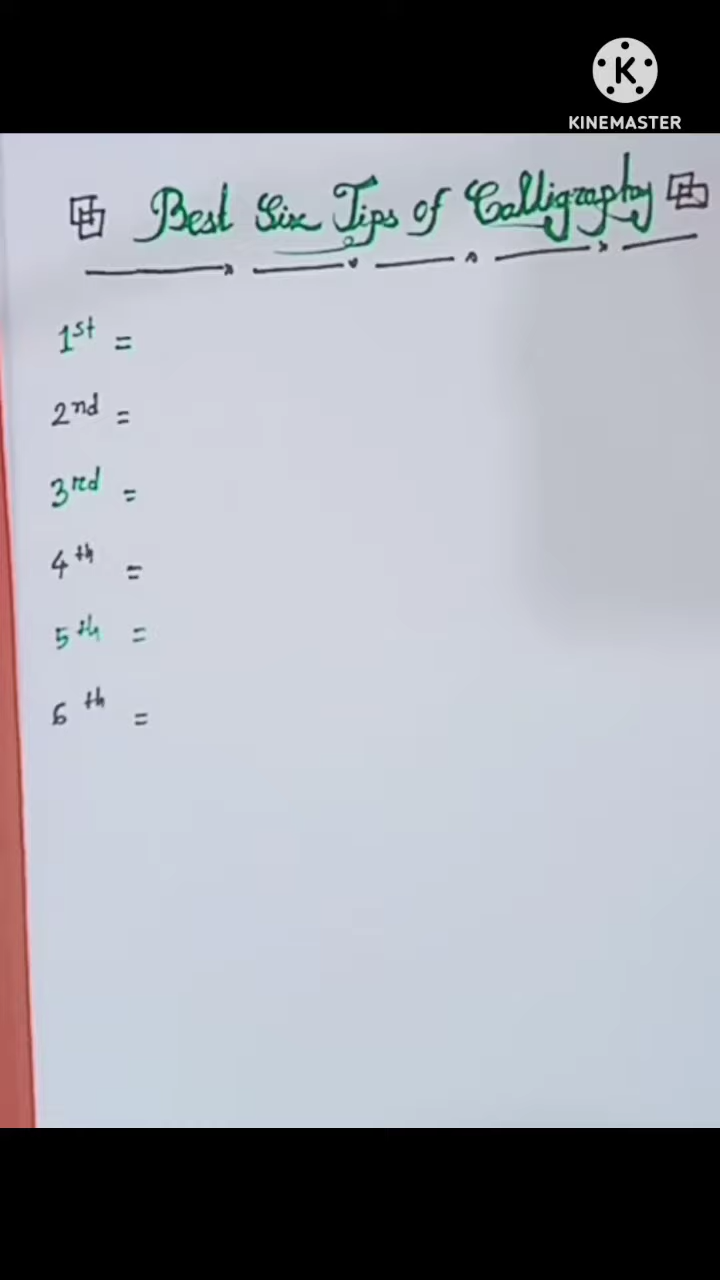 KINEMASTER
Best Six Tips of Calligraphy
1st =
2nd =
3rd =
4th =
5th =
6th =